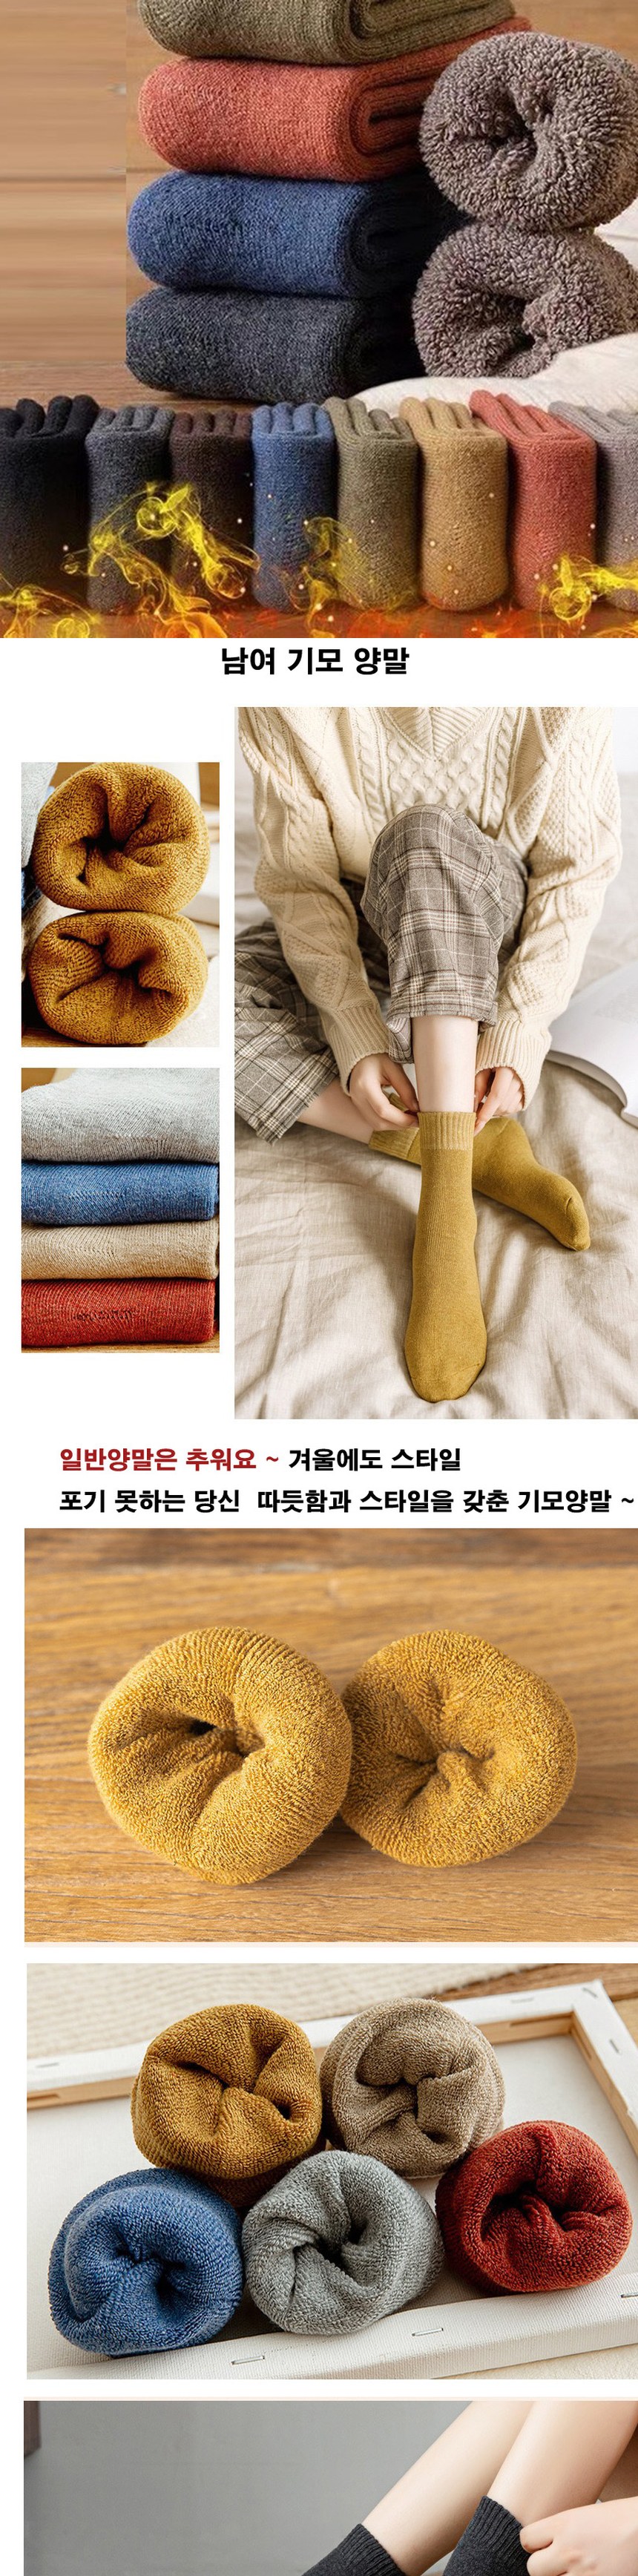 남여 기모 양말
일반양말은 추워요 ~ 겨울에도 스타일
포기 못하는 당신 따듯함과 스타일을 갖춘 기모양말 ~